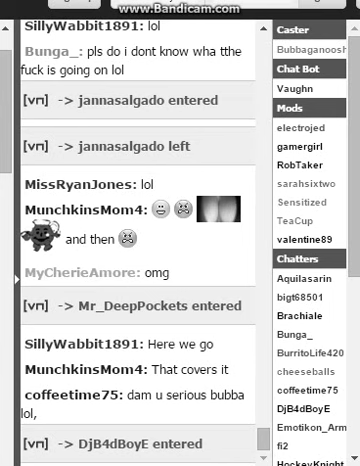 www.Bandicam.com
SillyWabbit1891: lol
Bunga_: pls do i dont know wha tthe
fuck is going on lol
[vn] -> jannasalgado entered
[vn] -> jannasalgado left
MissRyanJones: lol
MunchkinsMom4:
and then
MyCherieAmore: omg
[vn] -> Mr_DeepPockets entered
SillyWabbit1891: Here we go
MunchkinsMom4: That covers it
coffeetime75: dam u serious bubba
lol,
[vn] -> DjB4dBoyE entered
Caster
Bubbaganoosh
Chat Bot
Vaughn
Mods
electrojed
gamergirl
RobTaker
sarahsixtwo
Sensitized
TeaCup
valentine89
Chatters
Aquilasarin
bigt68501
Brachiale
Bunga_
BurritoLife420
cheeseballs
coffeetime75
DjB4dBoyE
Emotikon_Arm
fi2
HockeyKnight